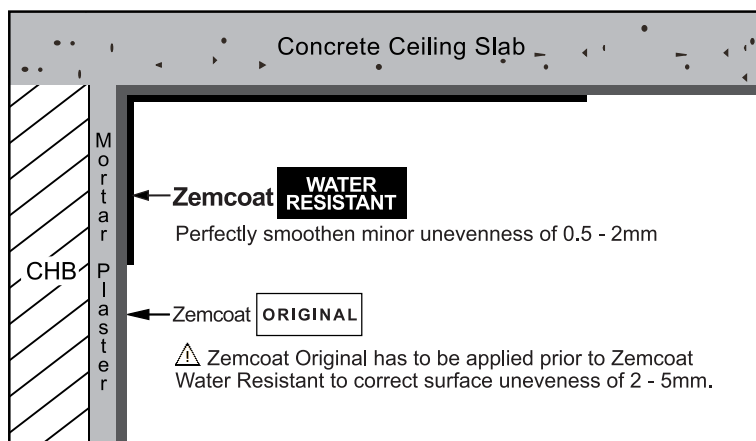 Concrete Ceiling Slab
Mortar Plaster
CHB
Zemcoat WATER RESISTANT
Perfectly smoothen minor unevenness of 0.5 - 2mm
Zemcoat ORIGINAL
⚠ Zemcoat Original has to be applied prior to Zemcoat
Water Resistant to correct surface uneveness of 2 - 5mm.